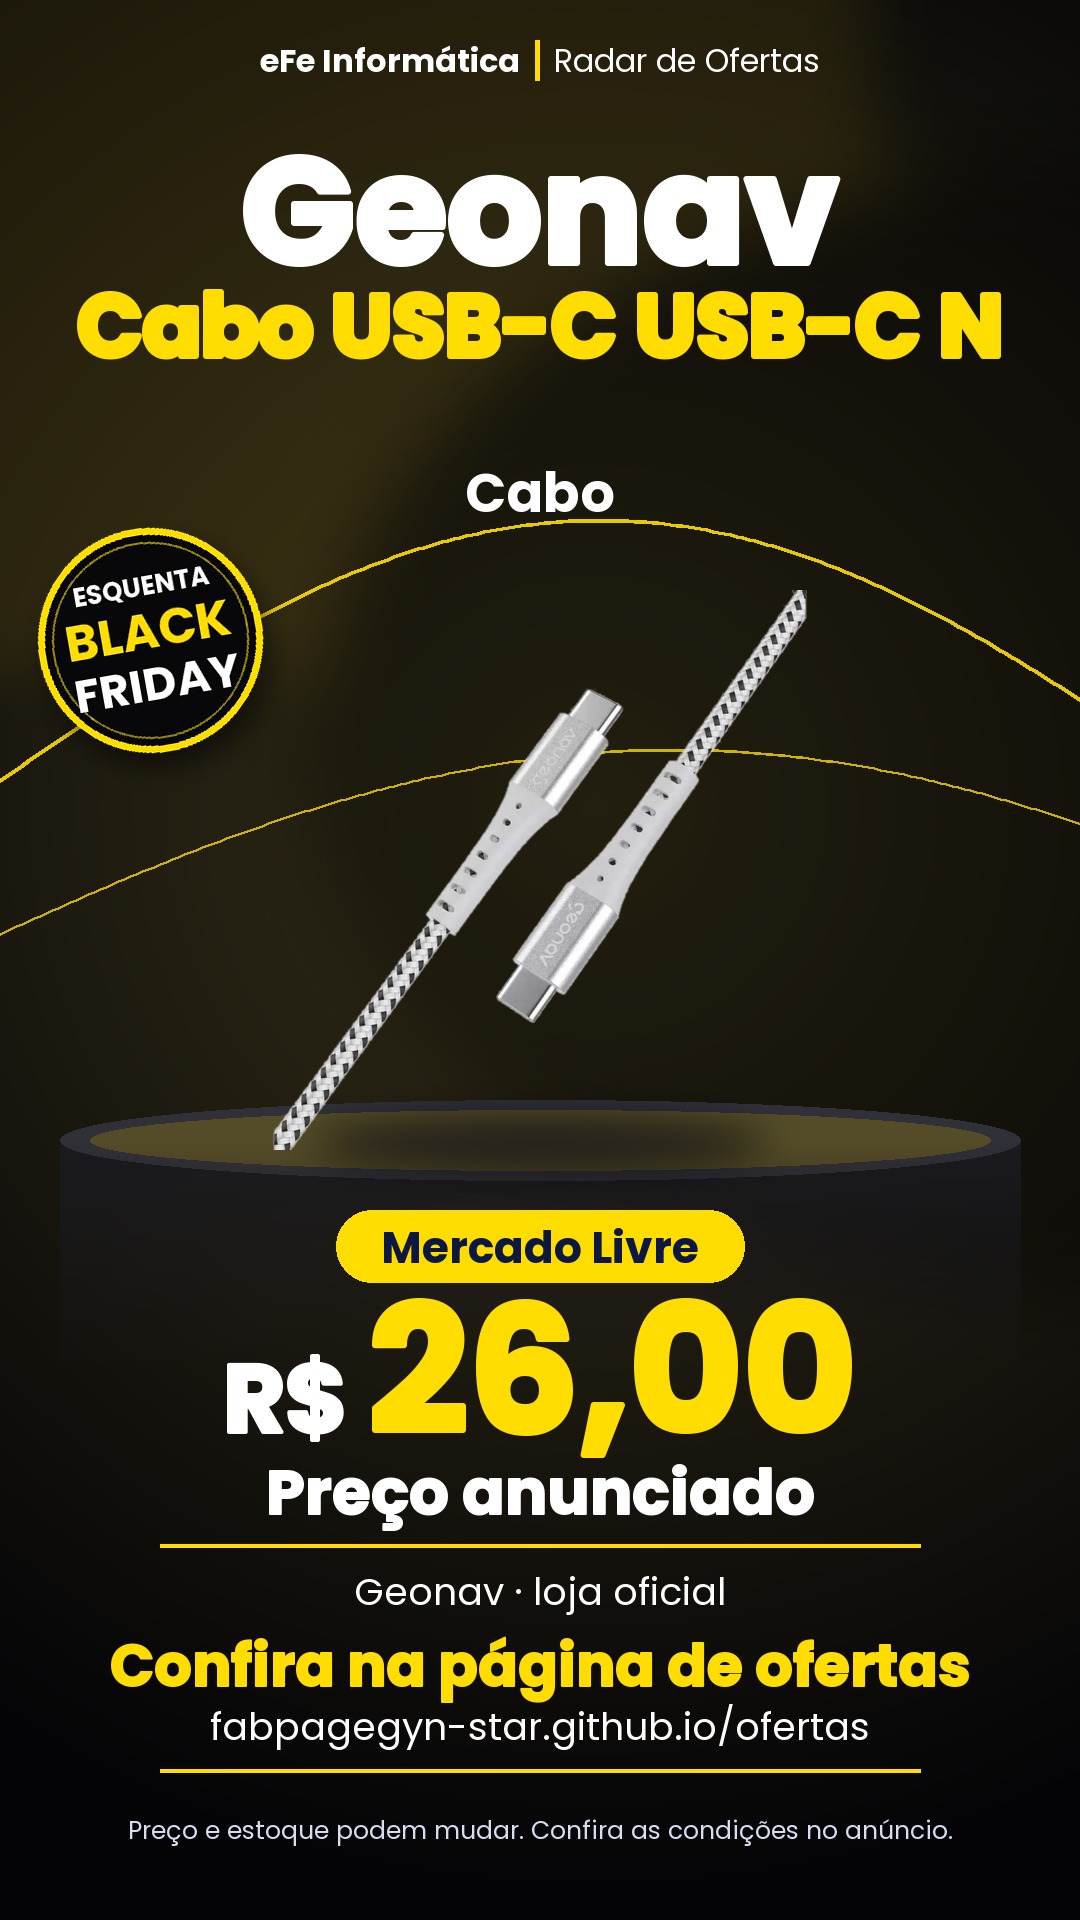 eFe Informática | Radar de Ofertas
Geonav
Cabo USB-C USB-C N
Cabo
ESQUENTA
BLACK
FRIDAY
geonav
geonav
Mercado Livre
R$ 26,00
Preço anunciado
Geonav · loja oficial
Confira na página de ofertas
fabpagegyn-star.github.io/ofertas
Preço e estoque podem mudar. Confira as condições no anúncio.